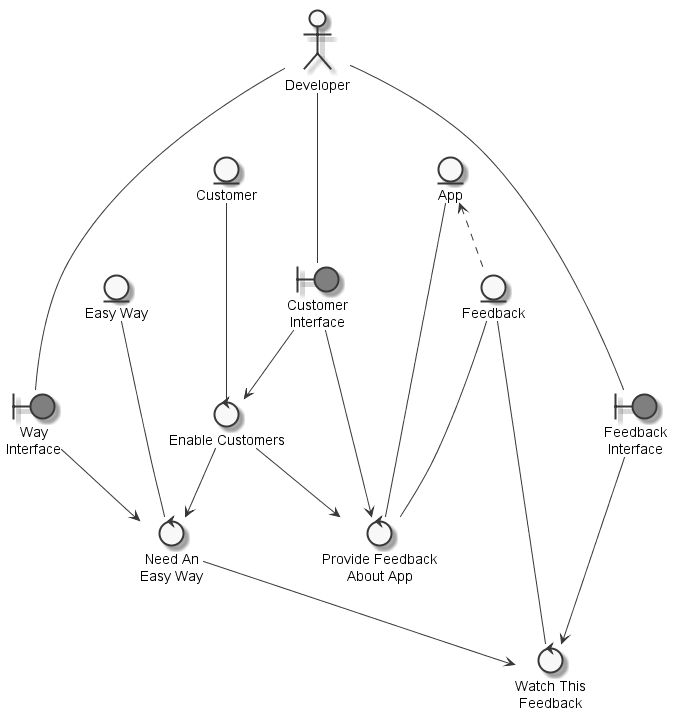 Developer
Customer
App
Easy Way
Customer
Interface
Feedback
Way
Interface
Enable Customers
Feedback
Interface
Need An
Easy Way
Provide Feedback
About App
Watch This
Feedback